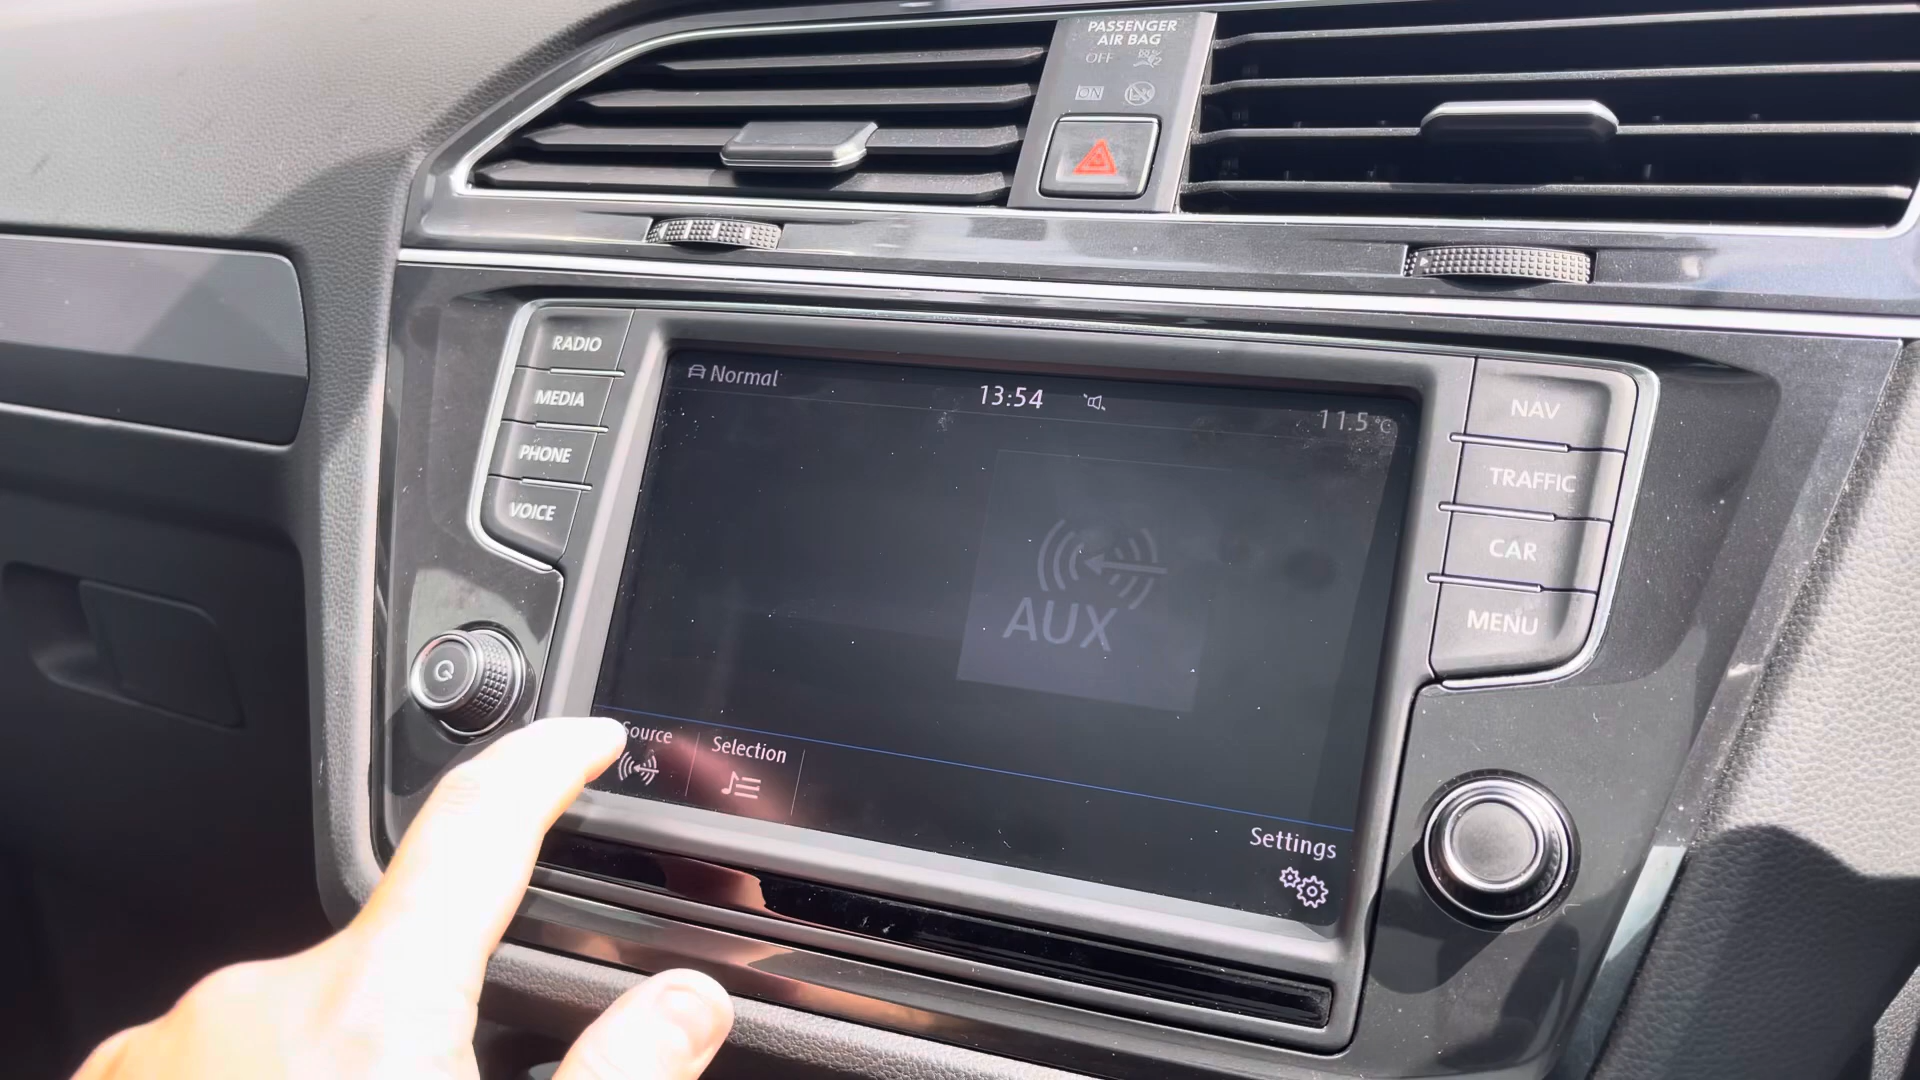 PASSENGER
AIR BAG
OFF
ON
RADIO
MEDIA
PHONE
VOICE
Normal
13:54
11.5 °C
AUX
Source
Selection
Settings
NAV
TRAFFIC
CAR
MENU